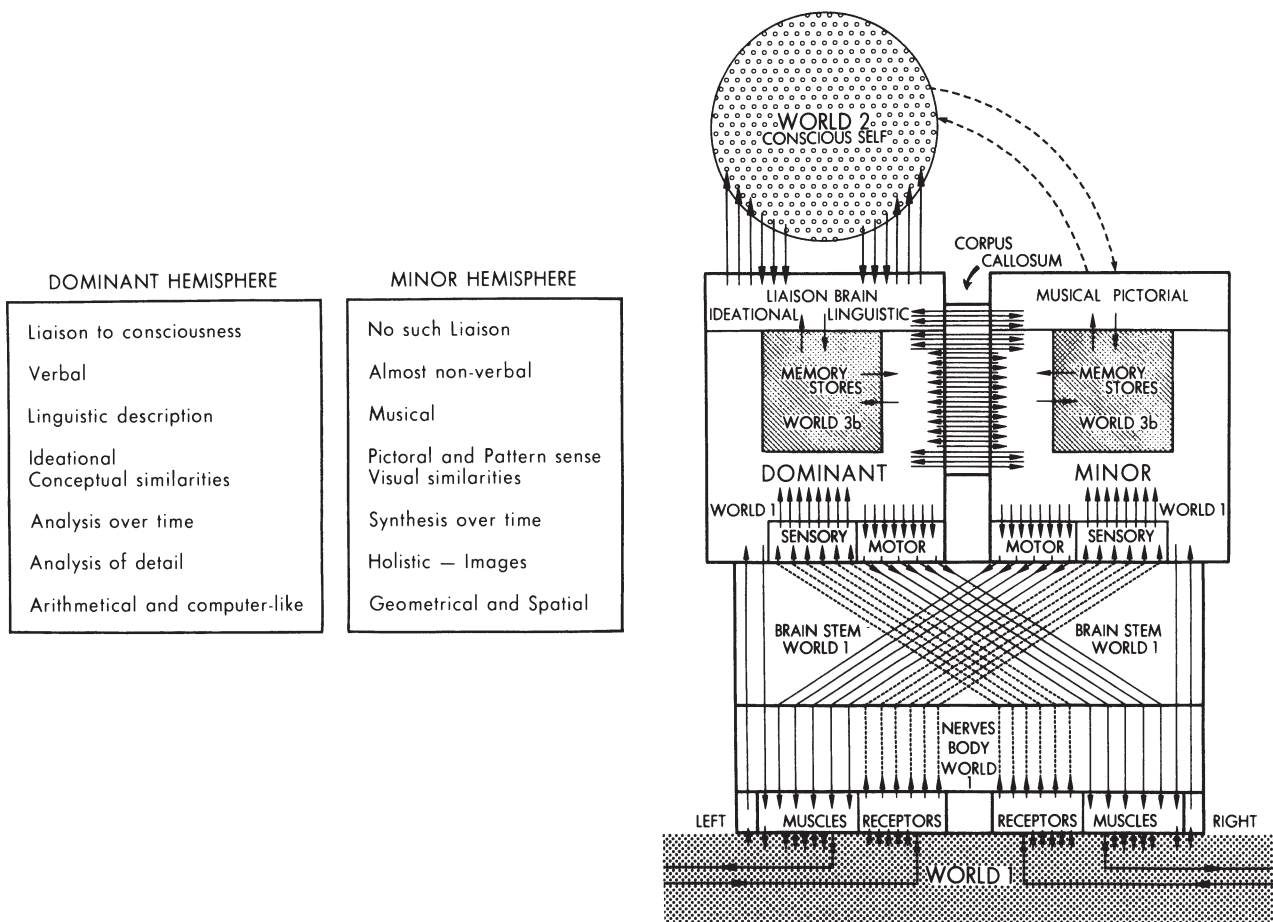 DOMINANT HEMISPHERE
Liaison to consciousness
Verbal
Linguistic description
Ideational
Conceptual similarities
Analysis over time
Analysis of detail
Arithmetical and computer-like
MINOR HEMISPHERE
No such Liaison
Almost non-verbal
Musical
Pictoral and Pattern sense
Visual similarities
Synthesis over time
Holistic — Images
Geometrical and Spatial
WORLD 2
CONSCIOUS SELF
CORPUS
CALLOSUM
LIAISON BRAIN
IDEATIONAL LINGUISTIC
MUSICAL PICTORIAL
MEMORY
STORES
WORLD 3b
MEMORY
STORES
WORLD 3b
DOMINANT
MINOR
WORLD 1
WORLD 1
SENSORY
MOTOR
MOTOR
SENSORY
BRAIN STEM
WORLD 1
BRAIN STEM
WORLD 1
NERVES
BODY
WORLD
1
LEFT
MUSCLES
RECEPTORS
RECEPTORS
MUSCLES
RIGHT
WORLD 1